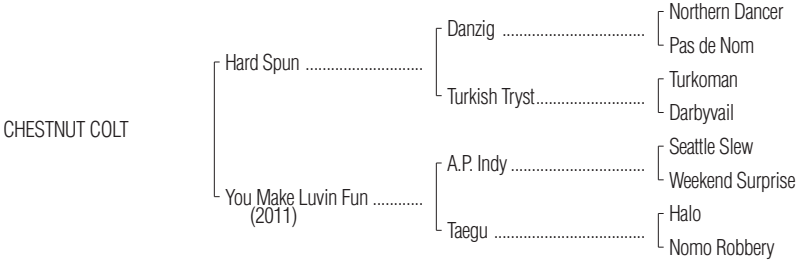 Northern Dancer
Danzig ....................................
Pas de Nom
Hard Spun ...........................
Turkoman
Turkish Tryst...........................
Darbyvail
CHESTNUT COLT
Seattle Slew
A.P. Indy ..................................
Weekend Surprise
You Make Luvin Fun ............
(2011)
Halo
Taegu ......................................
Nomo Robbery